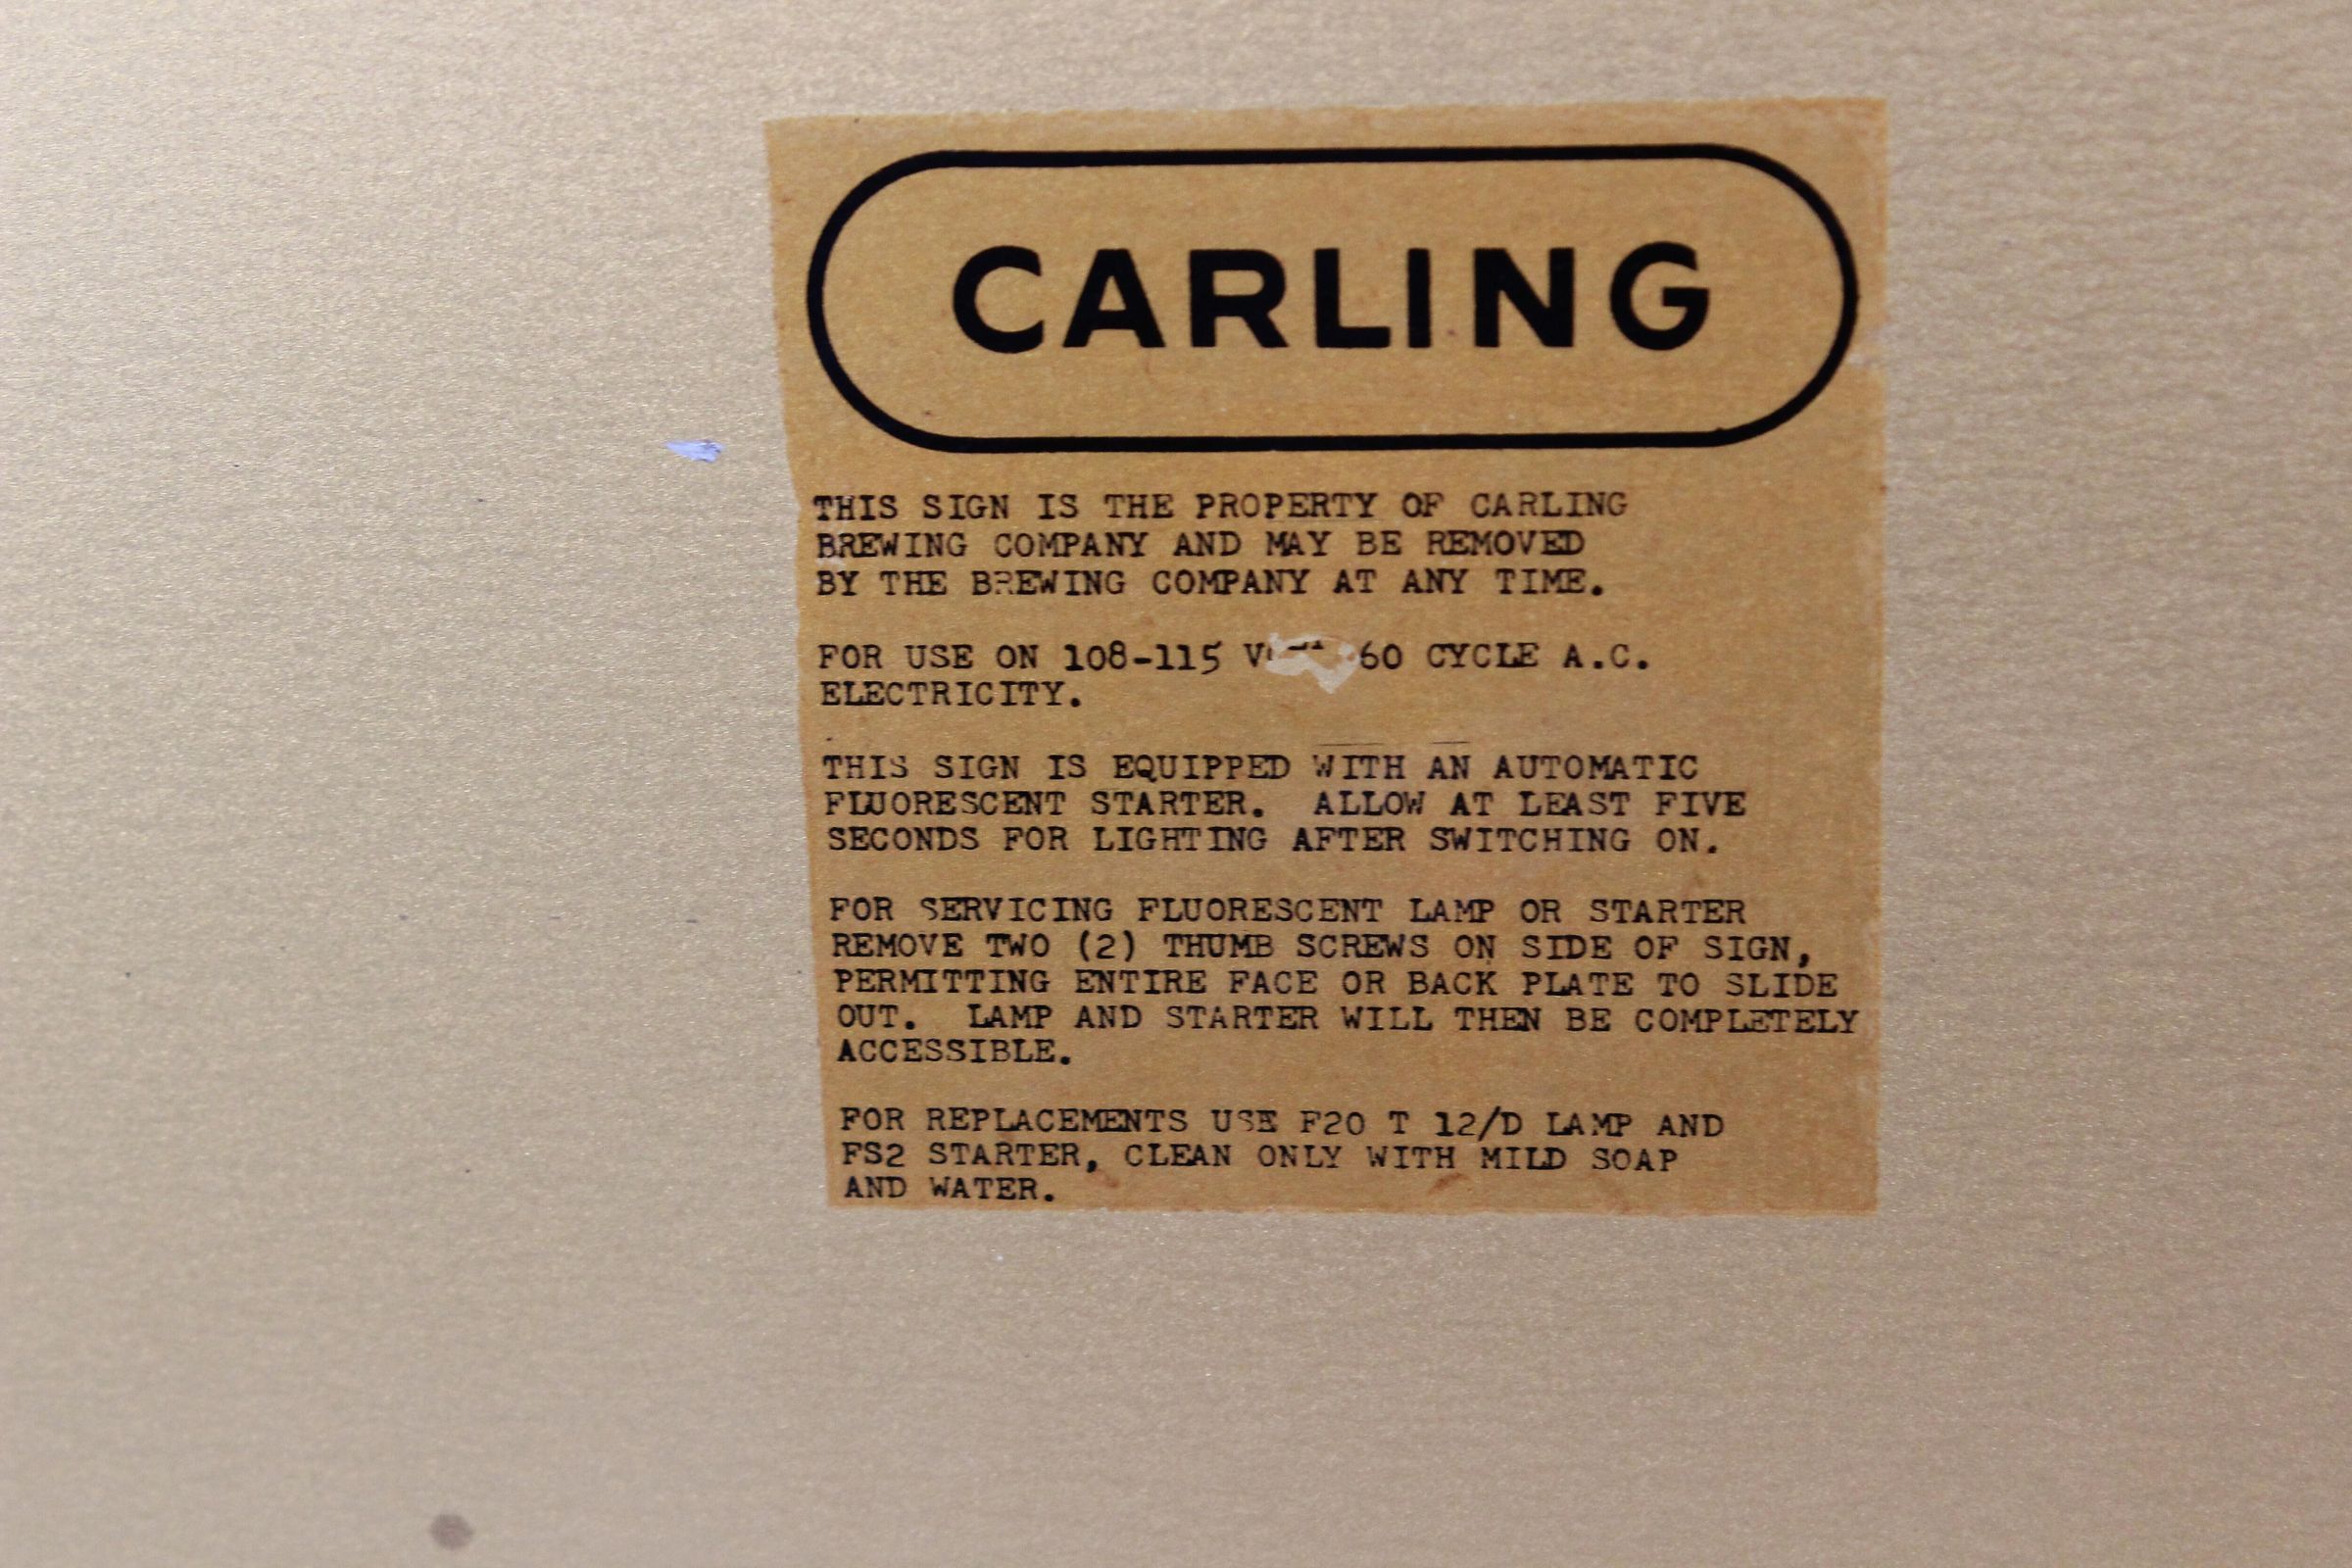 CARLING
THIS SIGN IS THE PROPERTY OF CARLING
BREWING COMPANY AND MAY BE REMOVED
BY THE BREWING COMPANY AT ANY TIME.
FOR USE ON 108-115 60 CYCLE A.C.
ELECTRICITY.
THIS SIGN IS EQUIPPED WITH AN AUTOMATIC
FLUORESCENT STARTER. ALLOW AT LEAST FIVE
SECONDS FOR LIGHTING AFTER SWITCHING ON.
FOR SERVICING FLUORESCENT LAMP OR STARTER
REMOVE TWO (2) THUMB SCREWS ON SIDE OF SIGN,
PERMITTING ENTIRE FACE OR BACK PLATE TO SLIDE
OUT. LAMP AND STARTER WILL THEN BE COMPLETELY
ACCESSIBLE.
FOR REPLACEMENTS USE F20 T 12/D LAMP AND
FS2 STARTER, CLEAN ONLY WITH MILD SOAP
AND WATER.